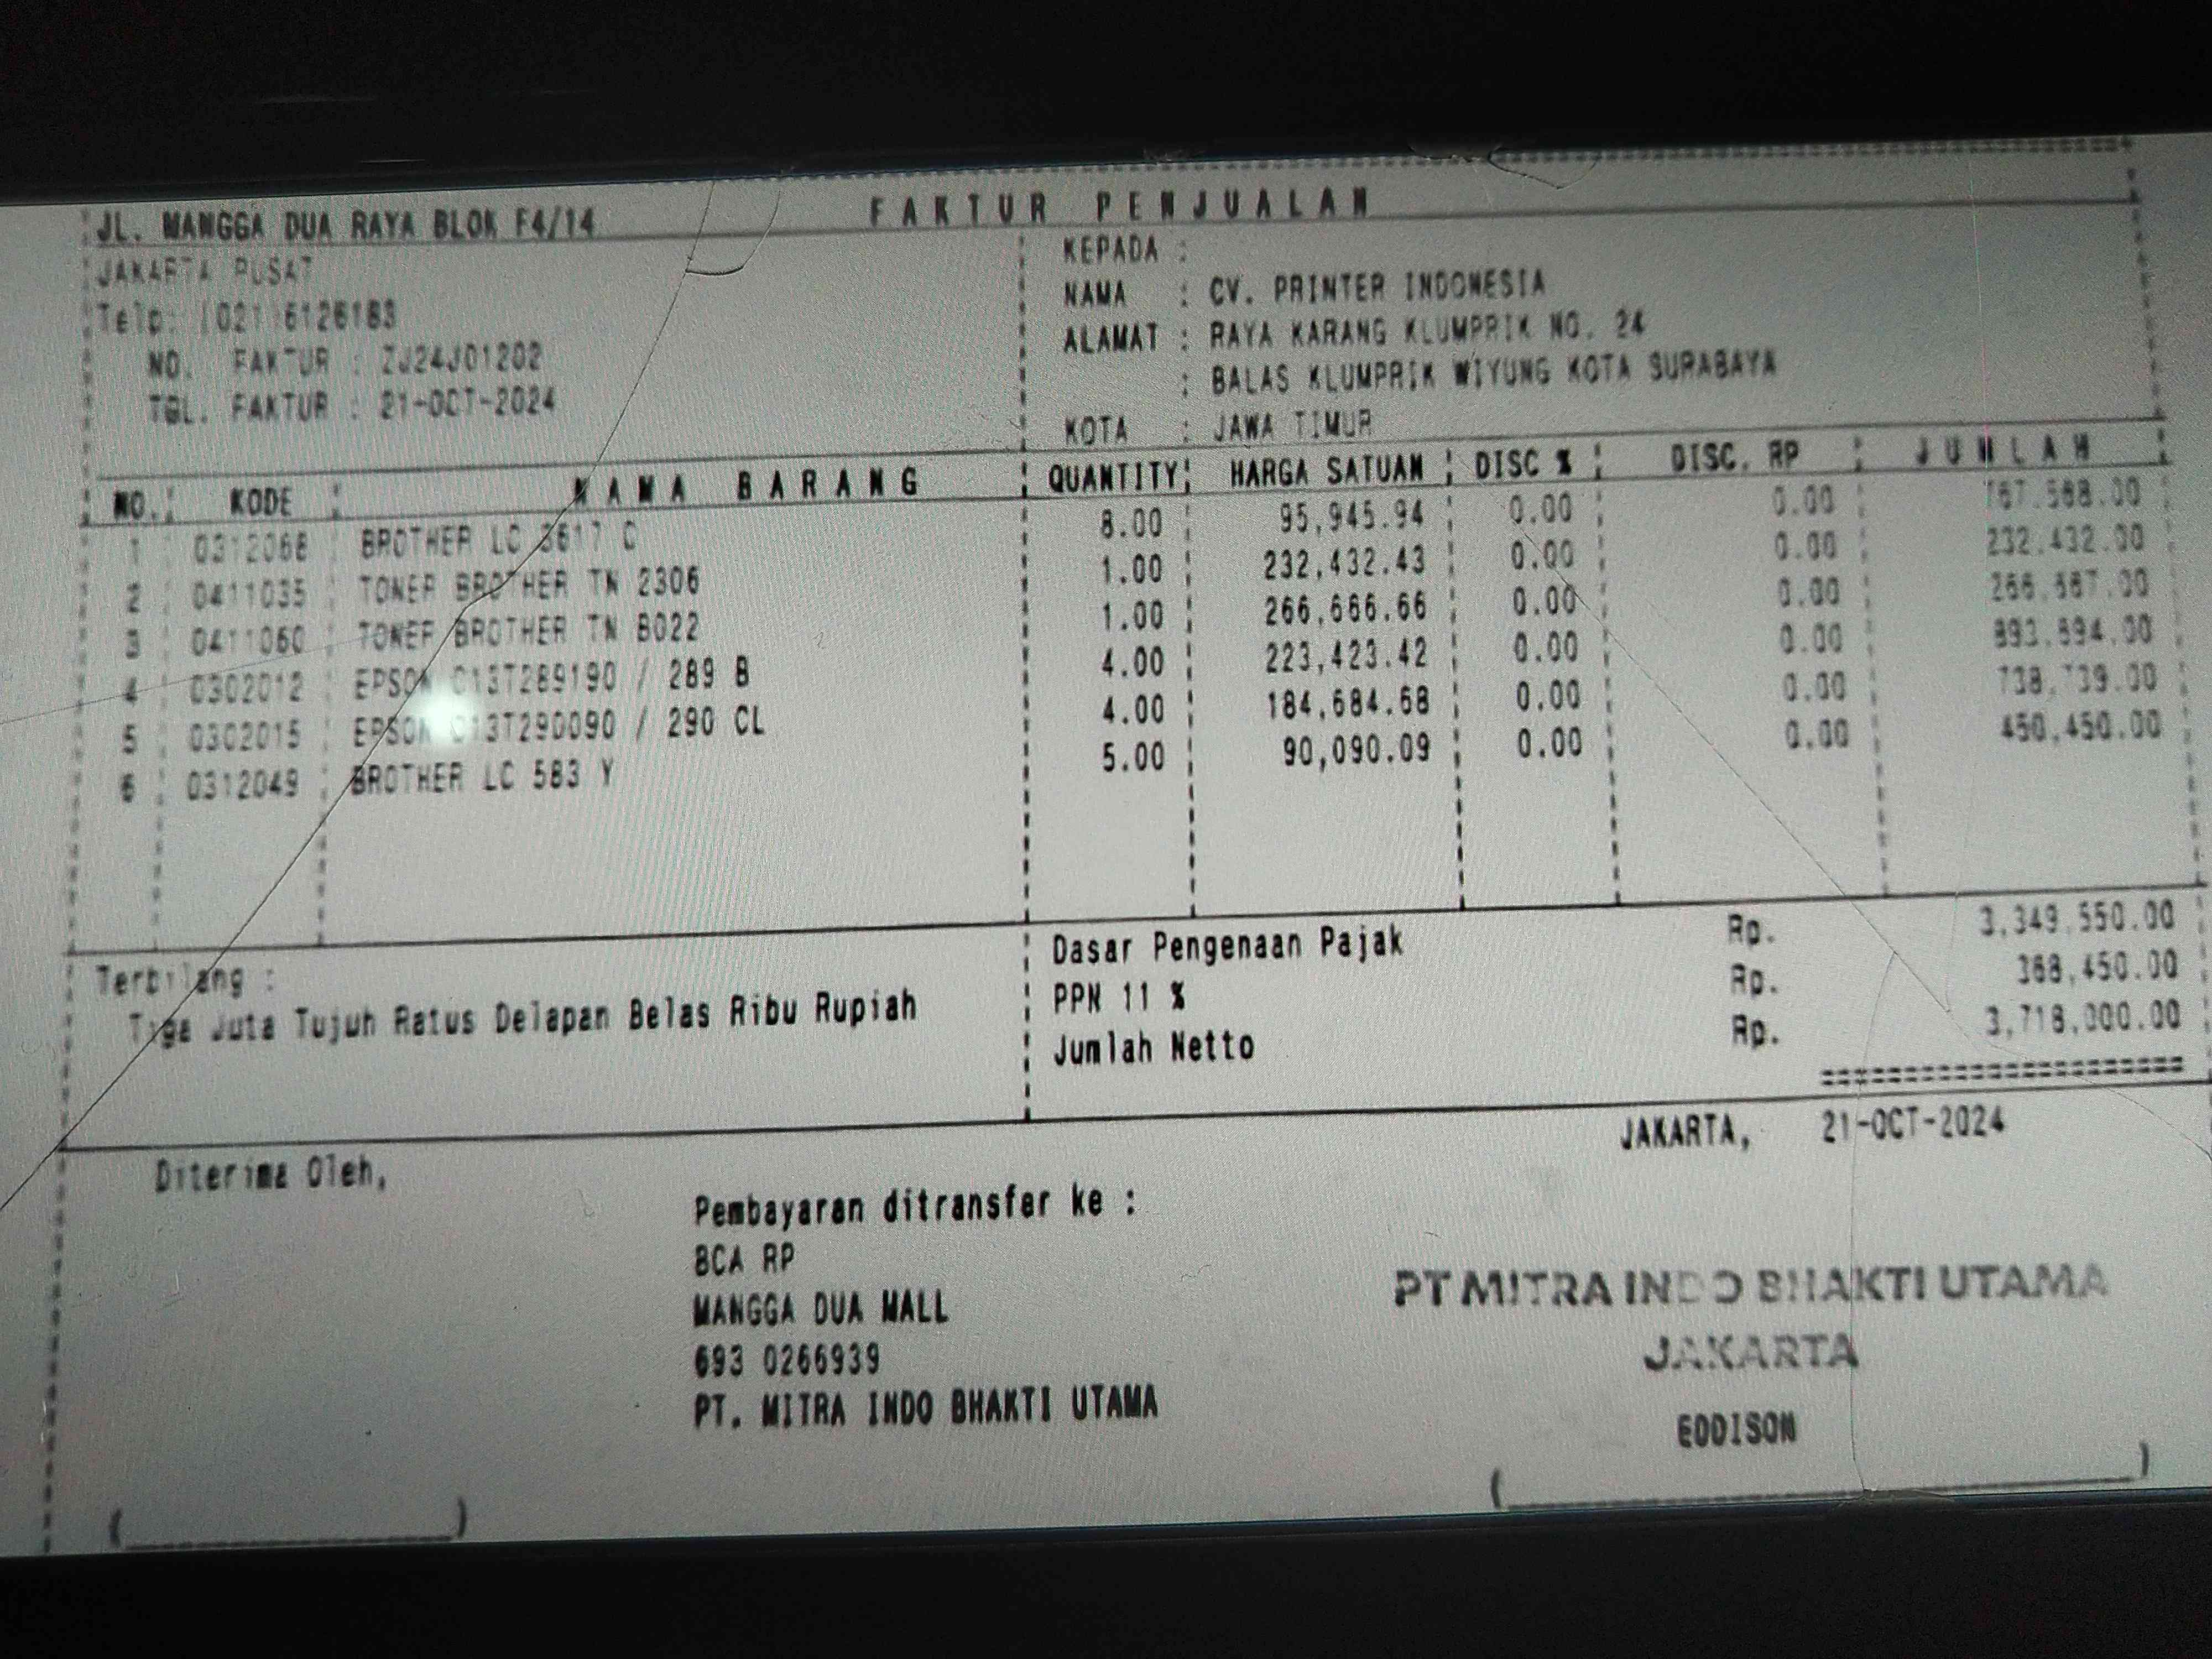 FAKTUR PENJUALAN
JL. MANGGA DUA RAYA BLOK F4/14
JAKARTA PUSAT
Telp: (021)6126183
NO. FAKTUR : ZJ24J01202
TGL. FAKTUR : 21-OCT-2024
KEPADA :
NAMA : CV. PRINTER INDONESIA
ALAMAT : RAYA KARANG KLUMPRIK NO. 24
: BALAS KLUMPRIK WIYUNG KOTA SURABAYA
KOTA : JAWA TIMUR
NO. KODE NAMA BARANG QUANTITY HARGA SATUAN DISC % DISC. RP JUMLAH
1 0312068 BROTHER LC 3617 C 8.00 95,945.94 0.00 0.00 767,568.00
2 0411035 TONER BROTHER TN 2306 1.00 232,432.43 0.00 0.00 232,432.00
3 0411060 TONER BROTHER TN B022 1.00 266,666.66 0.00 0.00 266,667.00
4 0302012 EPSON C13T289190 / 289 B 4.00 223,423.42 0.00 0.00 893,694.00
5 0302015 EPSON C13T290090 / 290 CL 4.00 184,684.68 0.00 0.00 738,739.00
6 0312049 BROTHER LC 583 Y 5.00 90,090.09 0.00 0.00 450,450.00
Terbilang :
Tiga Juta Tujuh Ratus Delapan Belas Ribu Rupiah
Dasar Pengenaan Pajak Rp. 3,349,550.00
PPN 11 % Rp. 368,450.00
Jumlah Netto Rp. 3,718,000.00
====================
JAKARTA, 21-OCT-2024
Diterima Oleh,
Pembayaran ditransfer ke :
BCA RP
MANGGA DUA MALL
693 0266939
PT. MITRA INDO BHAKTI UTAMA
PT MITRA INDO BHAKTI UTAMA
JAKARTA
EDDISON